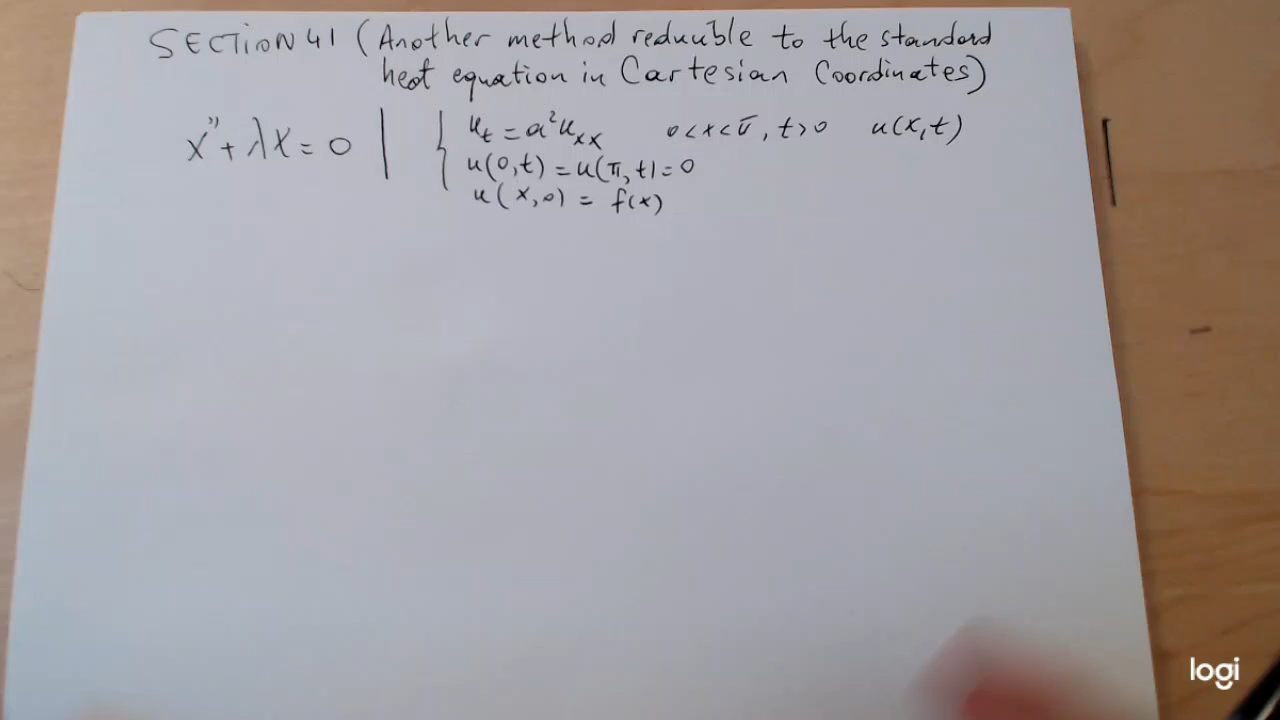 SECTION 41 (Another method reducible to the standard
heat equation in Cartesian Coordinates)
X'' + λX = 0 | { u_t = a²u_xx 0 < x < π, t > 0 u(x,t)
u(0,t) = u(π,t) = 0
u(x,0) = f(x)
logi